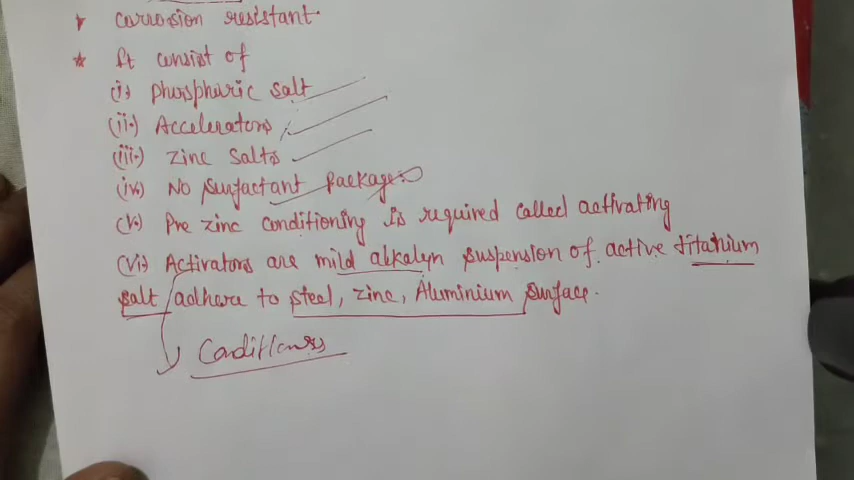 corrosion resistant
* It consist of
(i) phosphoric salt
(ii) Accelerators
(iii) zinc salts
(iv) No surfactant package
(v) Pre zinc conditioning is required called activating
(vi) Activators are mild alkalyn suspension of active titanium
salt adhere to steel, zinc, Aluminium surface.
Conditioners